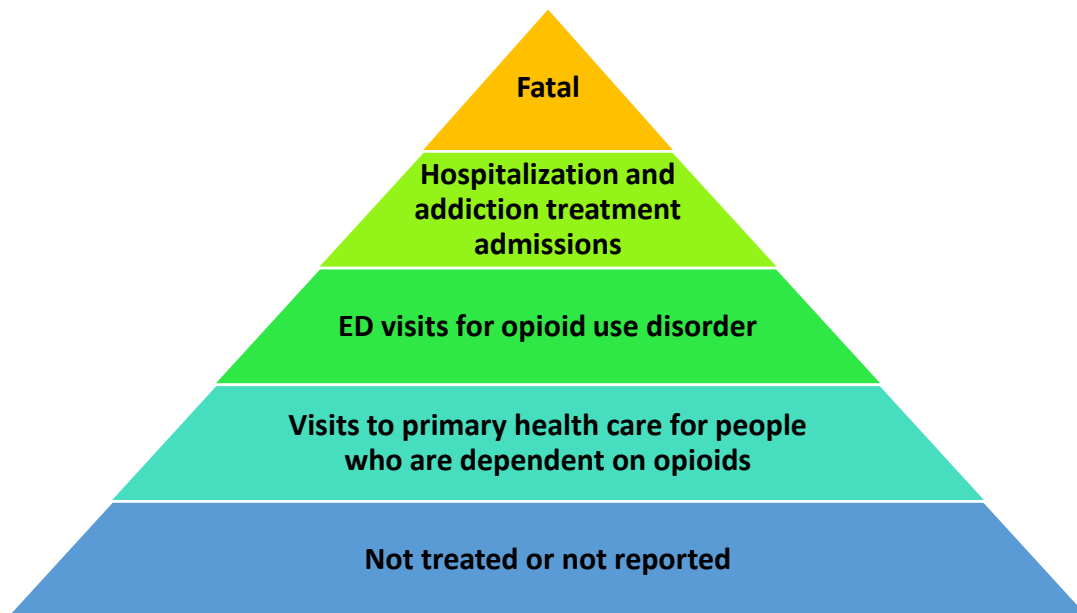 Fatal
Hospitalization and
addiction treatment
admissions
ED visits for opioid use disorder
Visits to primary health care for people
who are dependent on opioids
Not treated or not reported